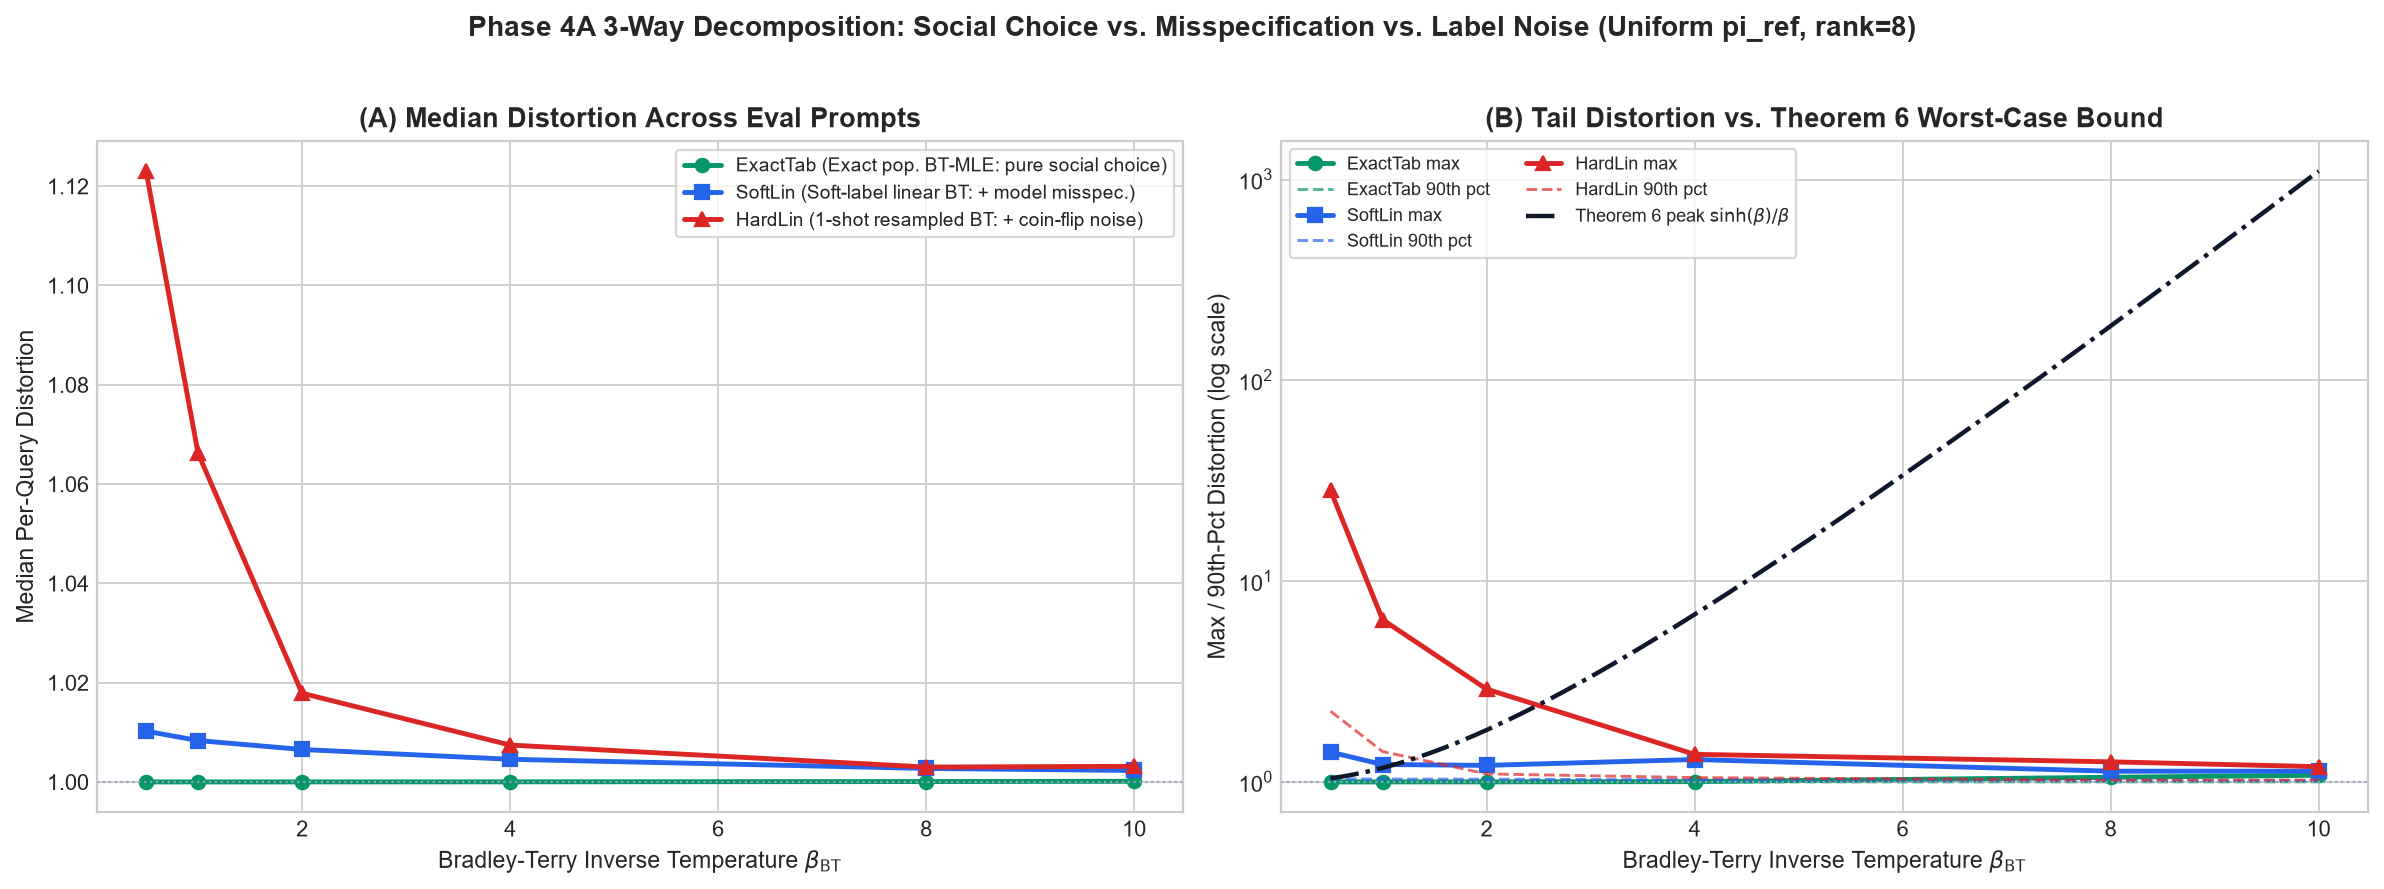 Phase 4A 3-Way Decomposition: Social Choice vs. Misspecification vs. Label Noise (Uniform pi_ref, rank=8)
(A) Median Distortion Across Eval Prompts
Median Per-Query Distortion
1.12
1.10
1.08
1.06
1.04
1.02
1.00
ExactTab (Exact pop. BT-MLE: pure social choice)
SoftLin (Soft-label linear BT: + model misspec.)
HardLin (1-shot resampled BT: + coin-flip noise)
2 4 6 8 10
Bradley-Terry Inverse Temperature β_BT
(B) Tail Distortion vs. Theorem 6 Worst-Case Bound
Max / 90th-Pct Distortion (log scale)
10³
10²
10¹
10⁰
ExactTab max
ExactTab 90th pct
SoftLin max
SoftLin 90th pct
HardLin max
HardLin 90th pct
Theorem 6 peak sinh(β)/β
2 4 6 8 10
Bradley-Terry Inverse Temperature β_BT